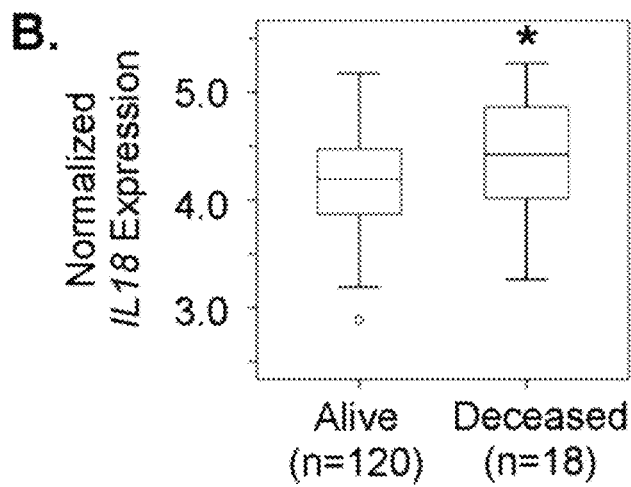 B.
Normalized
IL18 Expression
5.0
4.0
3.0
*
Alive
(n=120)
Deceased
(n=18)